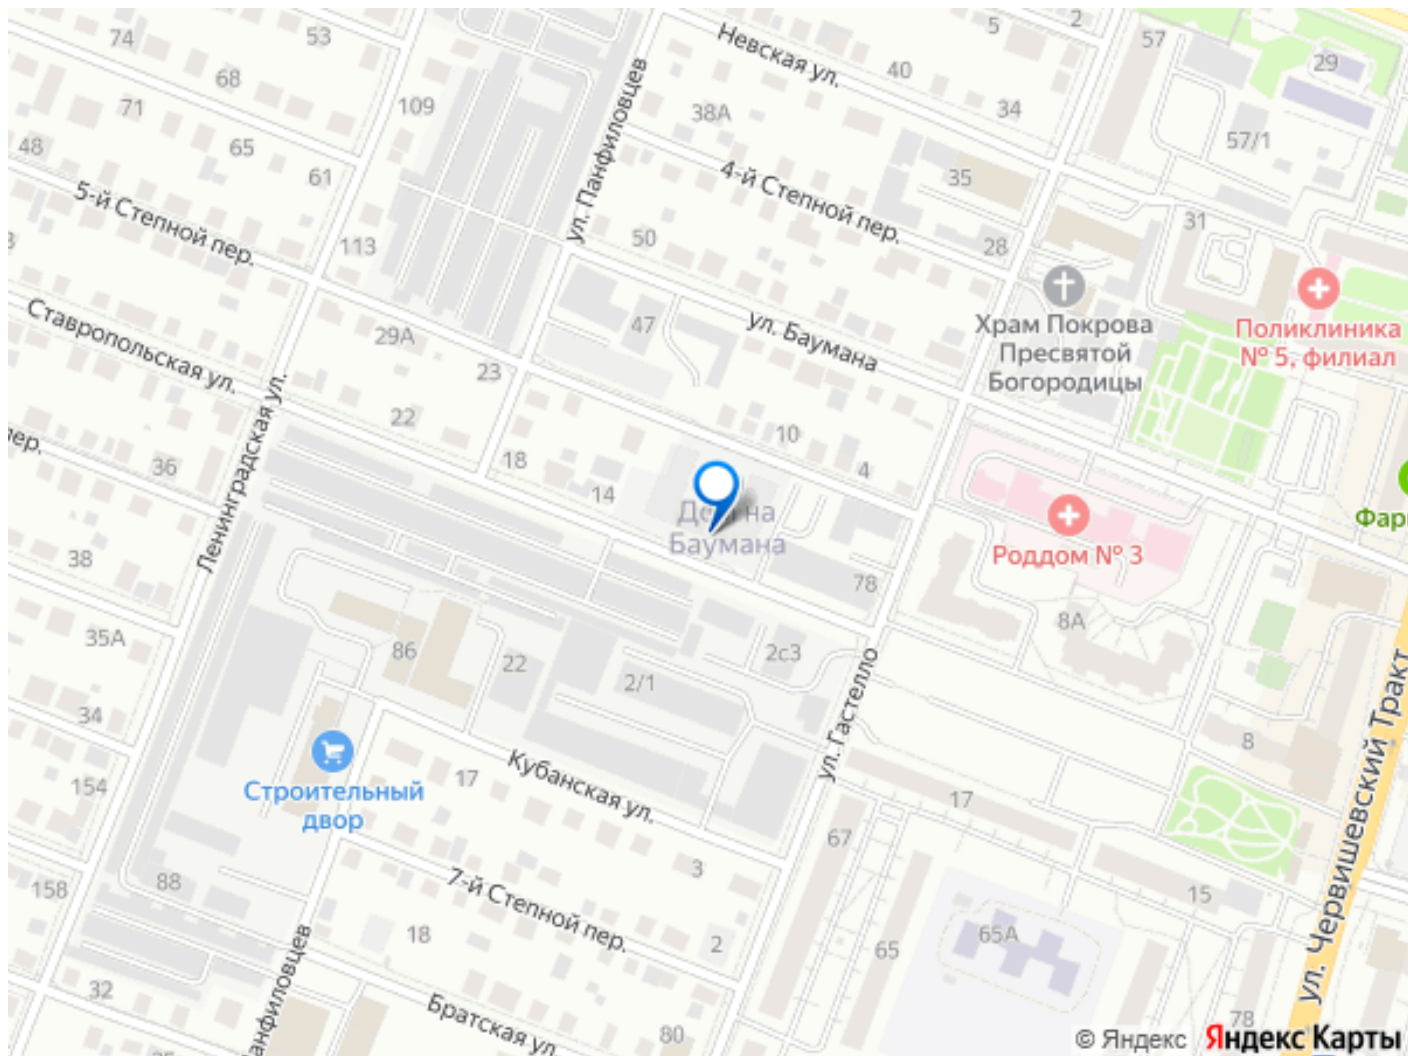 74
53
5
2
Невская ул.
57
29
68
40
71
109
38А
34
57/1
48
65
61
ул. Панфиловцев
4-й Степной пер.
35
5-й Степной пер.
113
50
28
31
Ставропольская ул.
29А
47
ул. Баумана
Храм Покрова
Пресвятой
Богородицы
Поликлиника
№ 5, филиал
23
22
10
4
36
18
14
Ленинградская ул.
Баумана
Роддом № 3
38
78
8А
35А
86
22
2с3
2/1
34
ул. Гастелло
8
ул. Червишевский Тракт
154
Строительный
двор
17
Кубанская ул.
17
67
3
158
88
7-й Степной пер.
15
18
2
65
65А
32
Братская ул.
80
78
© Яндекс Яндекс Карты